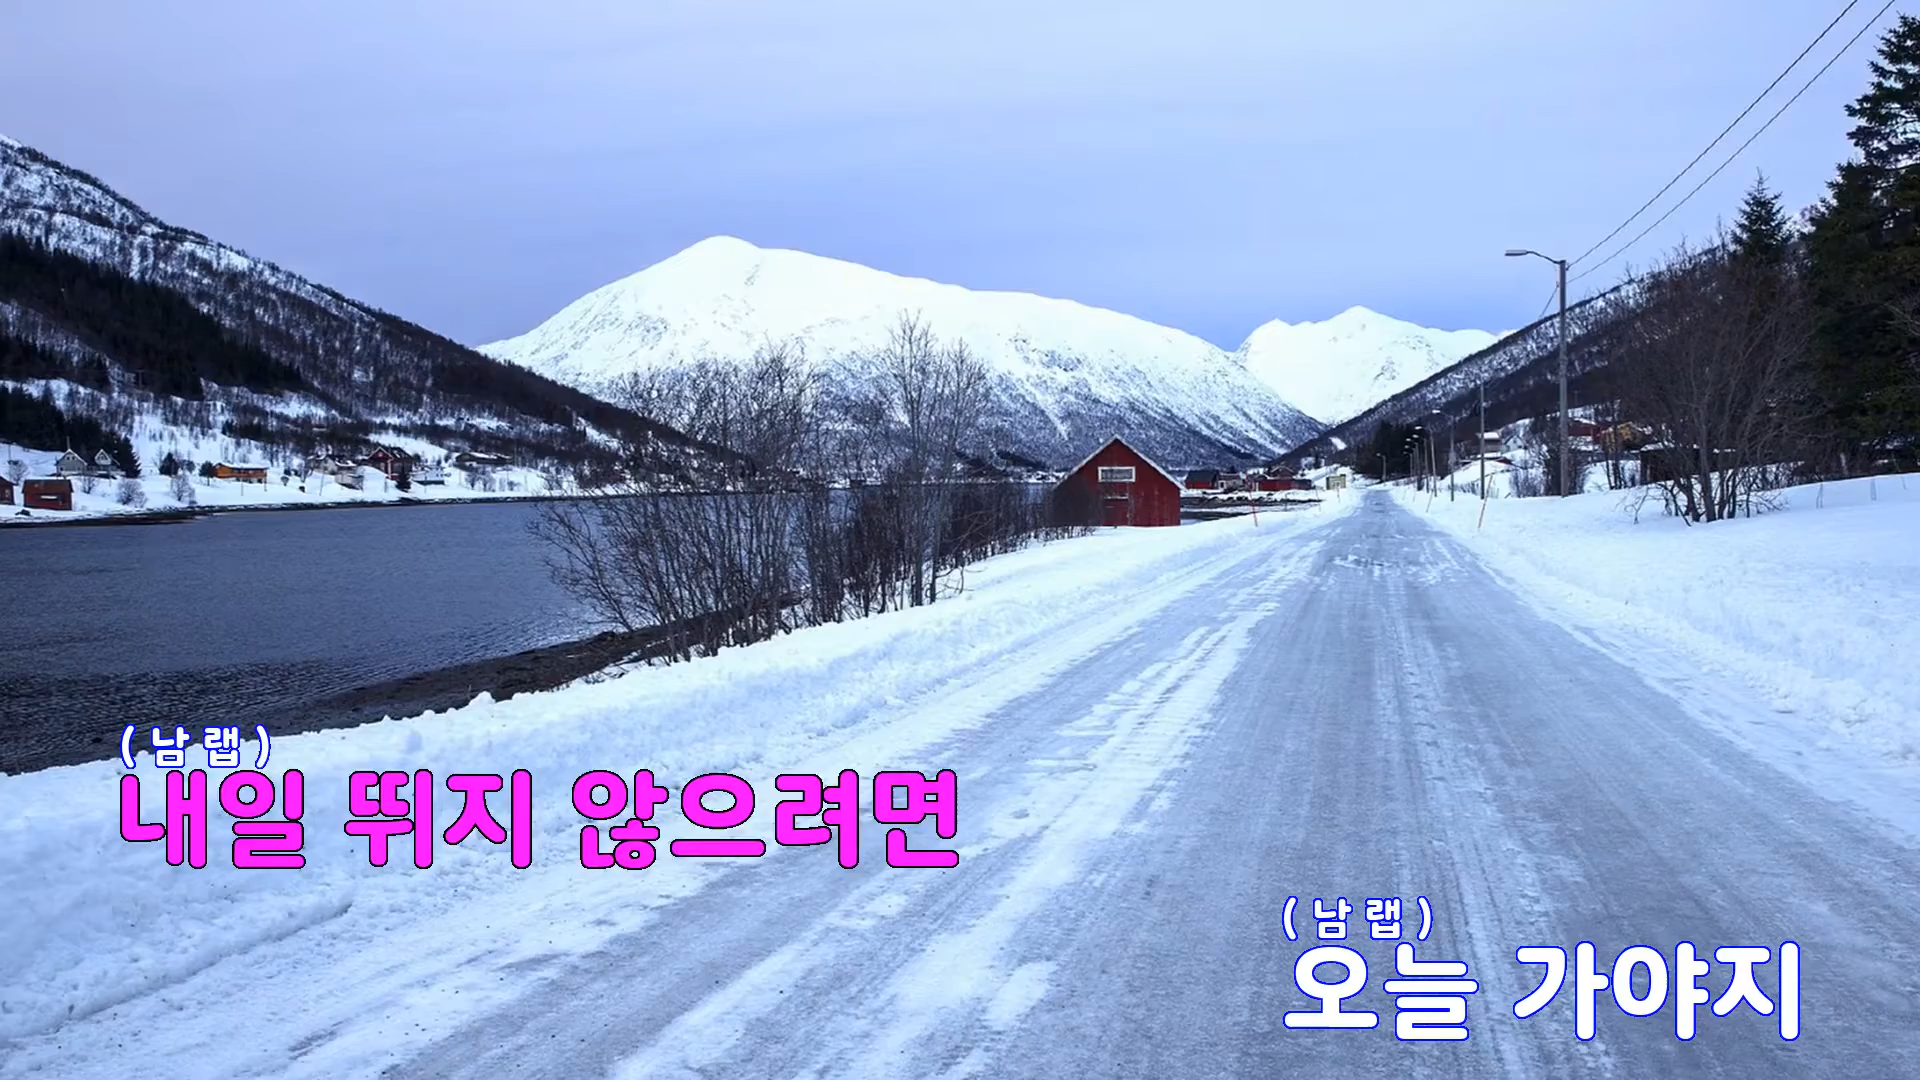 ( 남 랩 )
내일 뛰지 않으려면
( 남 랩 )
오늘 가야지